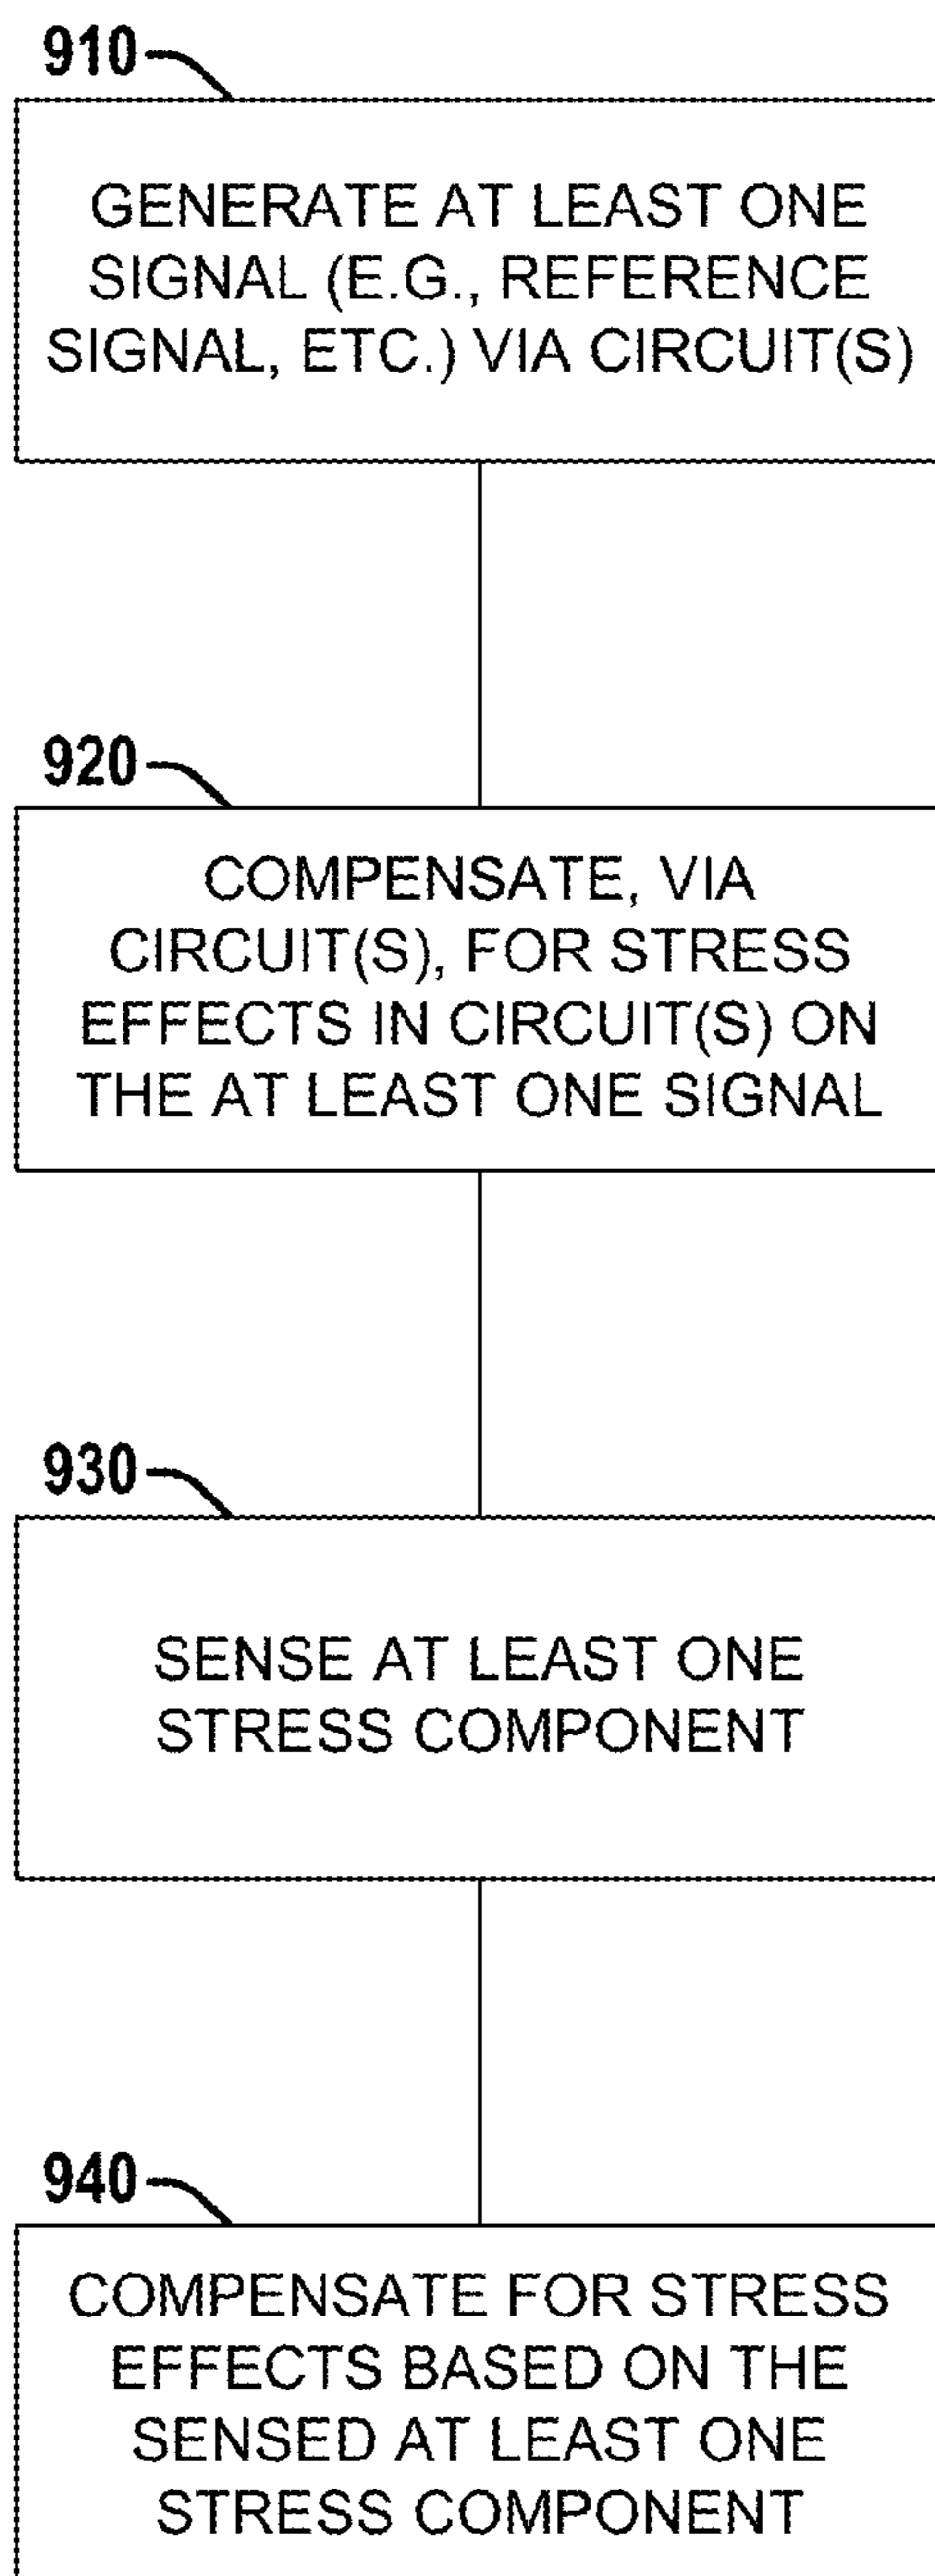 910
GENERATE AT LEAST ONE
SIGNAL (E.G., REFERENCE
SIGNAL, ETC.) VIA CIRCUIT(S)
920
COMPENSATE, VIA
CIRCUIT(S), FOR STRESS
EFFECTS IN CIRCUIT(S) ON
THE AT LEAST ONE SIGNAL
930
SENSE AT LEAST ONE
STRESS COMPONENT
940
COMPENSATE FOR STRESS
EFFECTS BASED ON THE
SENSED AT LEAST ONE
STRESS COMPONENT